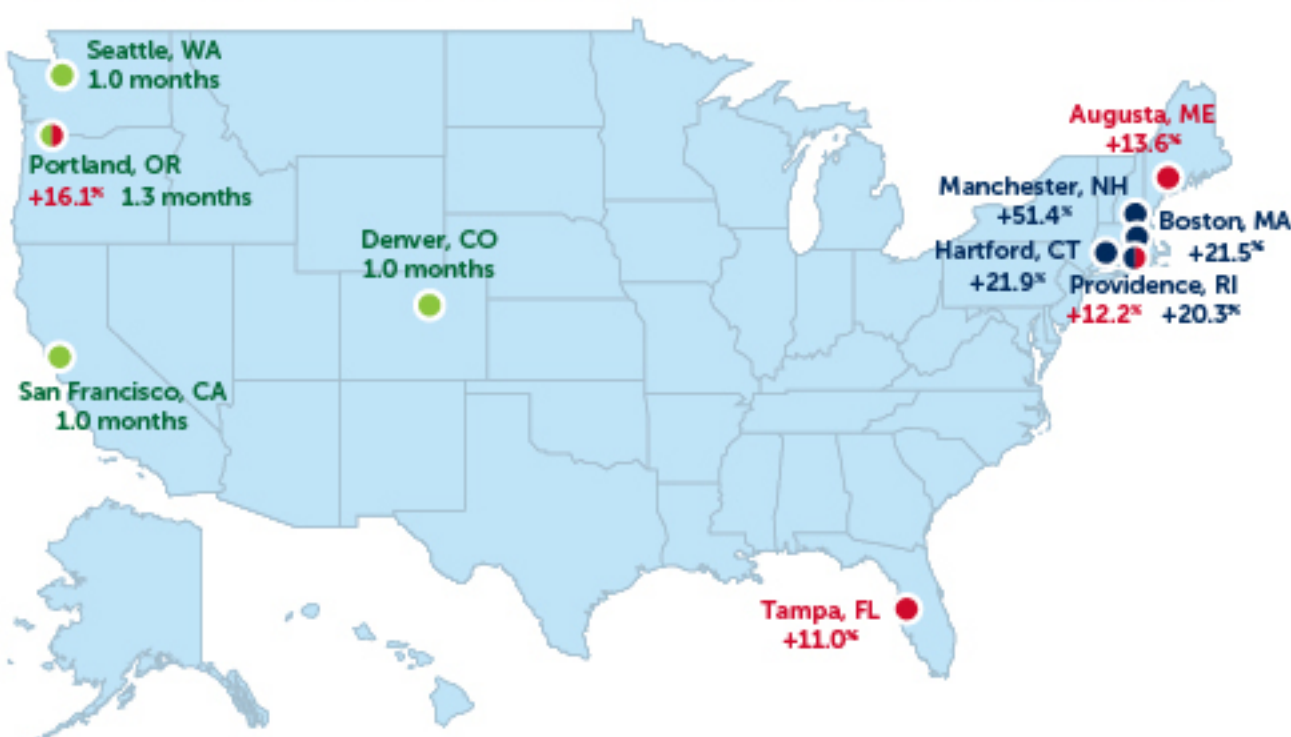 Seattle, WA
1.0 months
Portland, OR
+16.1% 1.3 months
Denver, CO
1.0 months
San Francisco, CA
1.0 months
Augusta, ME
+13.6%
Manchester, NH
+51.4%
Boston, MA
+21.5%
Hartford, CT
+21.9%
Providence, RI
+12.2% +20.3%
Tampa, FL
+11.0%